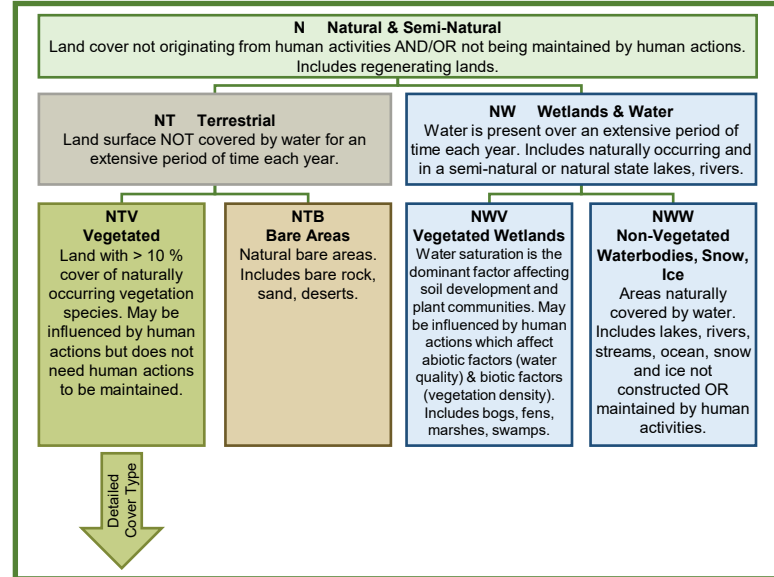 N Natural & Semi-Natural
Land cover not originating from human activities AND/OR not being maintained by human actions.
Includes regenerating lands.
NT Terrestrial
Land surface NOT covered by water for an
extensive period of time each year.
NW Wetlands & Water
Water is present over an extensive period of
time each year. Includes naturally occurring and
in a semi-natural or natural state lakes, rivers.
NTV
Vegetated
Land with > 10 %
cover of naturally
occurring vegetation
species. May be
influenced by human
actions but does not
need human actions
to be maintained.
NTB
Bare Areas
Natural bare areas.
Includes bare rock,
sand, deserts.
NWV
Vegetated Wetlands
Water saturation is the
dominant factor affecting
soil development and
plant communities. May
be influenced by human
actions which affect
abiotic factors (water
quality) & biotic factors
(vegetation density).
Includes bogs, fens,
marshes, swamps.
NWW
Non-Vegetated
Waterbodies, Snow,
Ice
Areas naturally
covered by water.
Includes lakes, rivers,
streams, ocean, snow
and ice not
constructed OR
maintained by human
activities.
Detailed
Cover Type